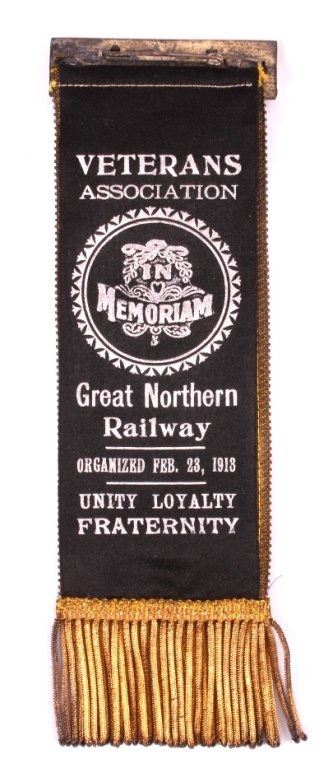 VETERANS
ASSOCIATION
IN
MEMORIAM
Great Northern
Railway
ORGANIZED FEB. 23, 1913
UNITY LOYALTY
FRATERNITY